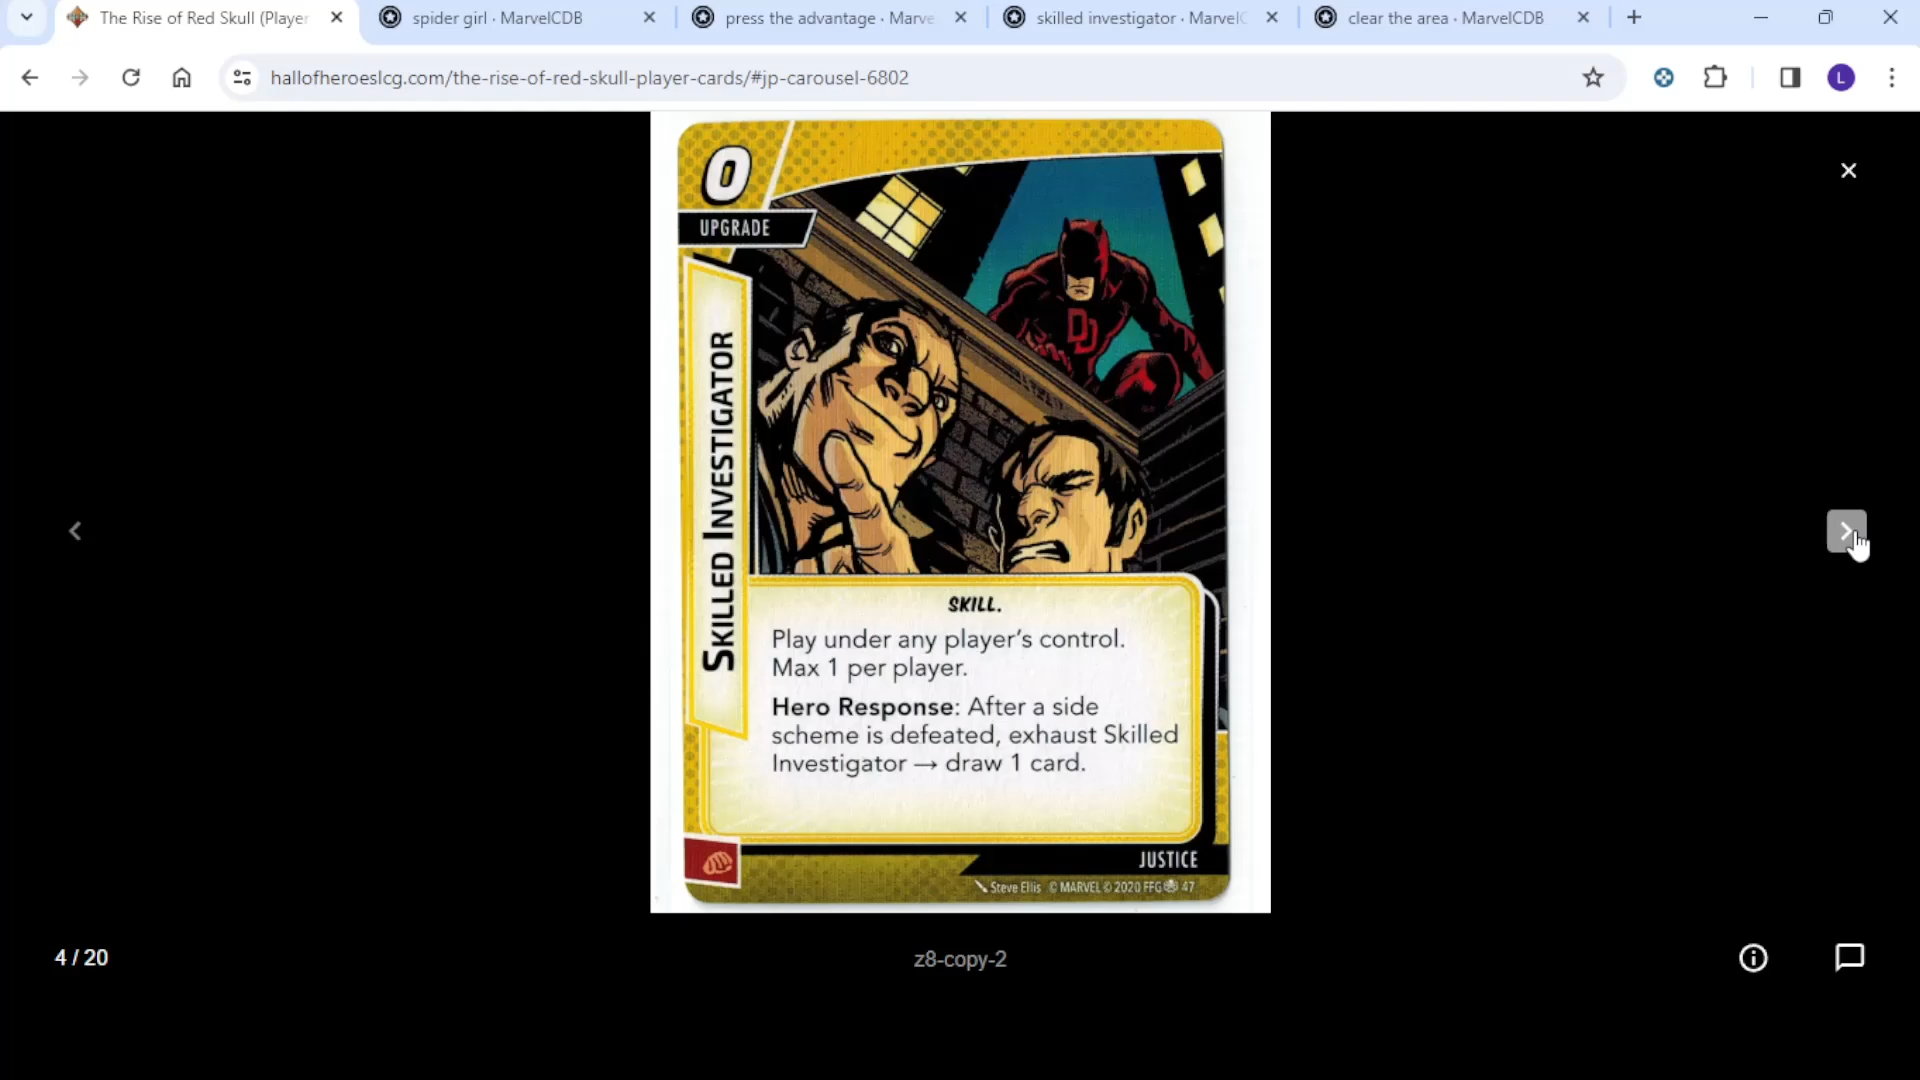 The Rise of Red Skull (Player
spider girl · MarvelCDB
press the advantage · Marve
skilled investigator · MarvelC
clear the area · MarvelCDB
hallofheroeslcg.com/the-rise-of-red-skull-player-cards/#jp-carousel-6802
L
0
UPGRADE
SKILLED INVESTIGATOR
DD
SKILL.
Play under any player's control.
Max 1 per player.
Hero Response: After a side
scheme is defeated, exhaust Skilled
Investigator → draw 1 card.
JUSTICE
Steve Ellis © MARVEL © 2020 FFG 47
4 / 20
z8-copy-2